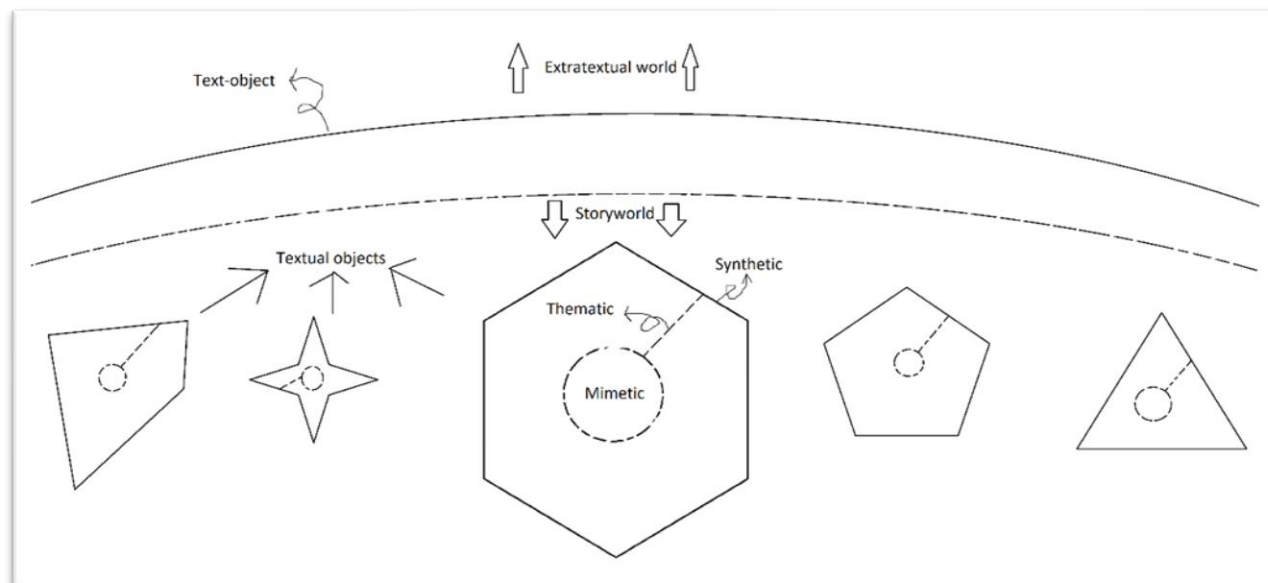 Extratextual world
Text-object
Storyworld
Textual objects
Synthetic
Thematic
Mimetic